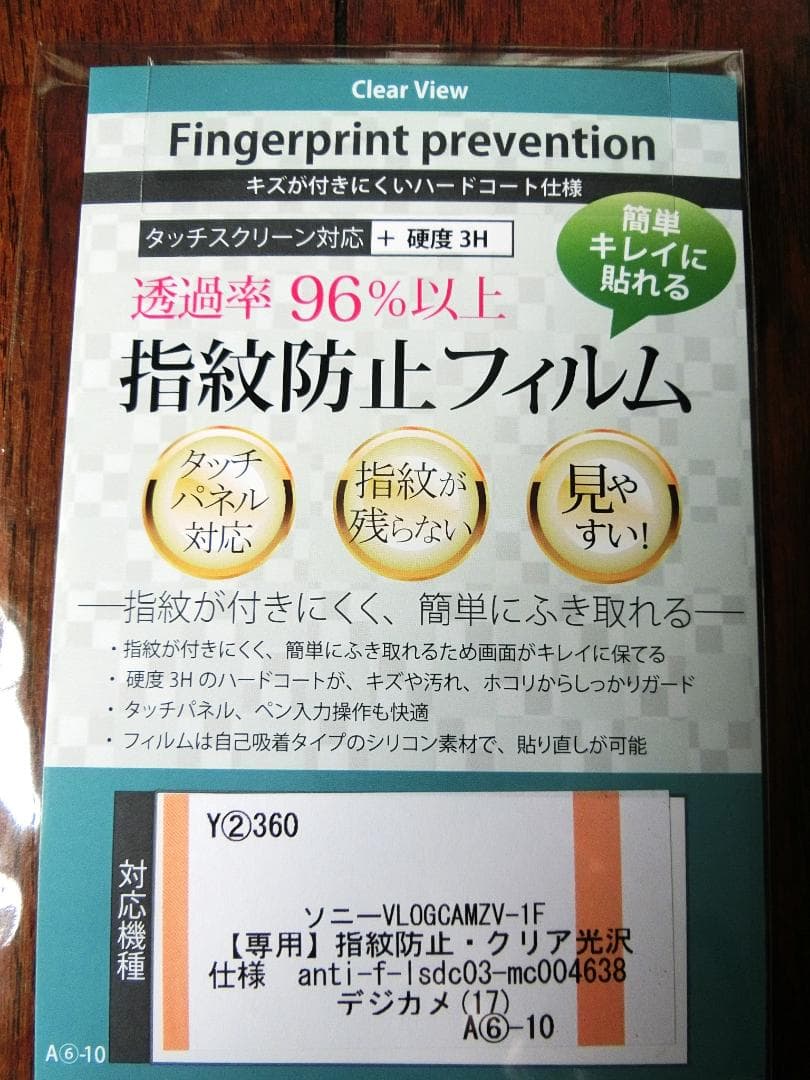 Clear View
Fingerprint prevention
キズが付きにくいハードコート仕様
タッチスクリーン対応 + 硬度 3H
簡単
キレイに
貼れる
透過率 96%以上
指紋防止フィルム
タッチ
パネル
対応
指紋が
残らない
見や
すい!
指紋が付きにくく、簡単にふき取れる
・指紋が付きにくく、簡単にふき取れるため画面がキレイに保てる
・硬度 3H のハードコートが、キズや汚れ、ホコリからしっかりガード
・タッチパネル、ペン入力操作も快適
・フィルムは自己吸着タイプのシリコン素材で、貼り直しが可能
対応機種
Y②360
ソニーVLOGCAMZV-1F
【専用】指紋防止・クリア光沢
仕様 anti-f-lsdc03-mc004638
デジカメ(17)
A⑥-10
A⑥-10